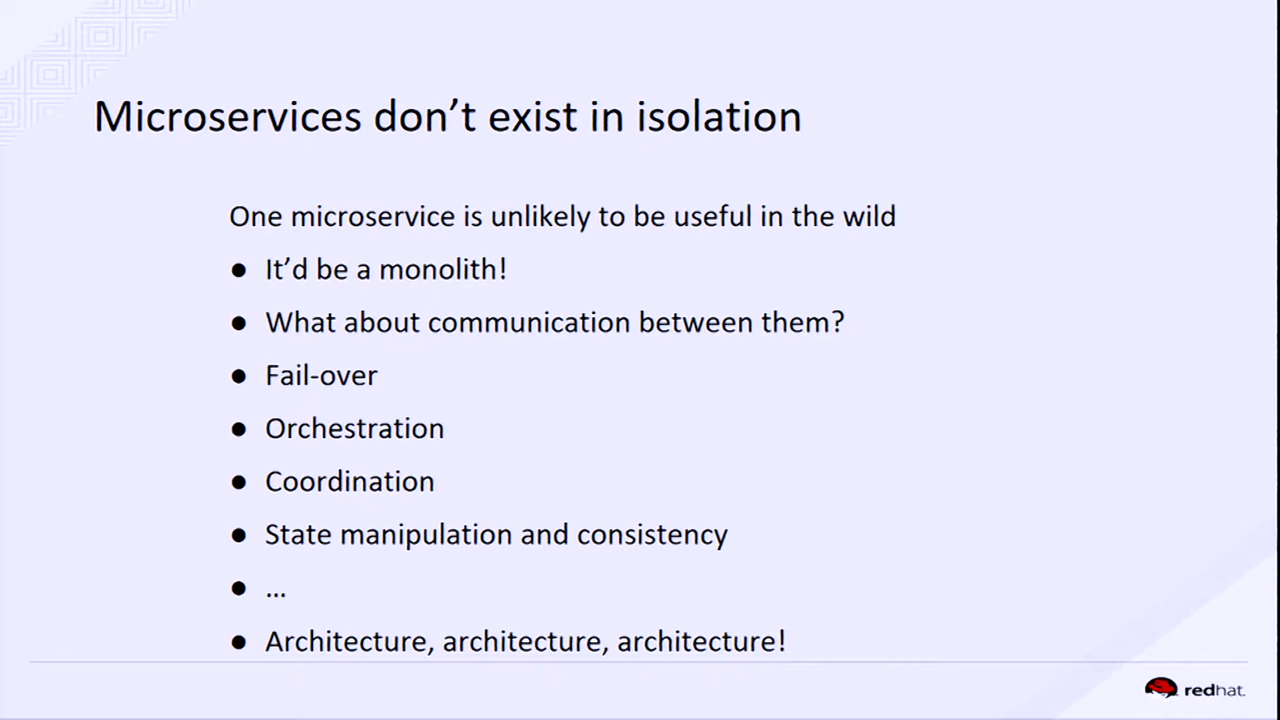 Microservices don’t exist in isolation
One microservice is unlikely to be useful in the wild
● It’d be a monolith!
● What about communication between them?
● Fail-over
● Orchestration
● Coordination
● State manipulation and consistency
● ...
● Architecture, architecture, architecture!
redhat.